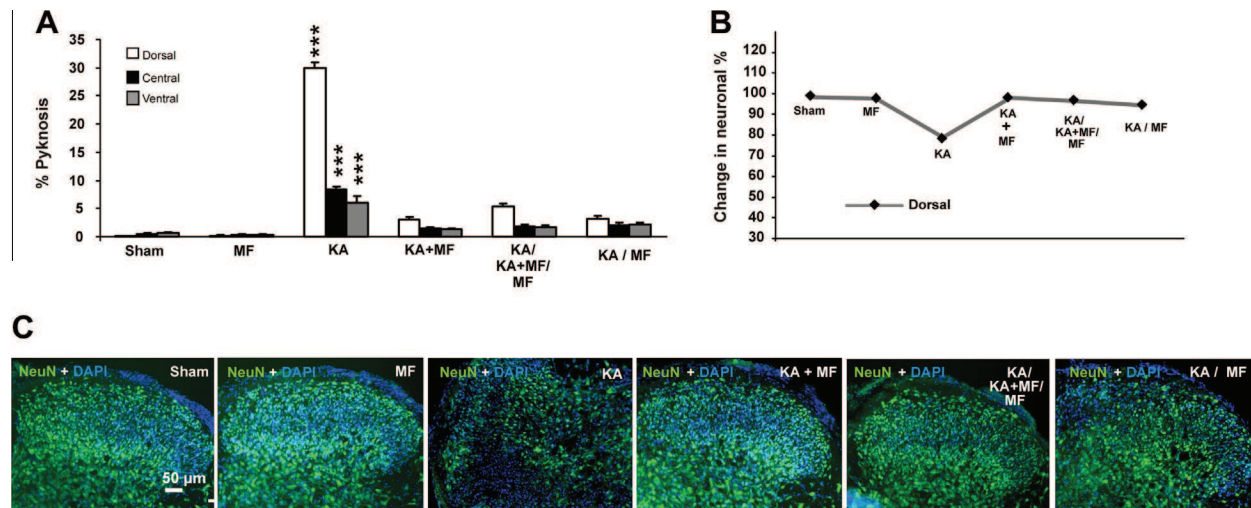 A
% Pyknosis
40
35
30
25
20
15
10
5
0
Dorsal
Central
Ventral
***
***
***
Sham
MF
KA
KA+MF
KA/
KA+MF/
MF
KA / MF
B
Change in neuronal %
120
110
100
90
80
70
60
50
40
30
Sham
MF
KA
KA
+
MF
KA/
KA+MF/
MF
KA / MF
Dorsal
C
NeuN + DAPI Sham
50 µm
NeuN + DAPI MF
NeuN + DAPI KA
NeuN + DAPI KA + MF
NeuN + DAPI KA/
KA+MF/
MF
NeuN + DAPI KA / MF